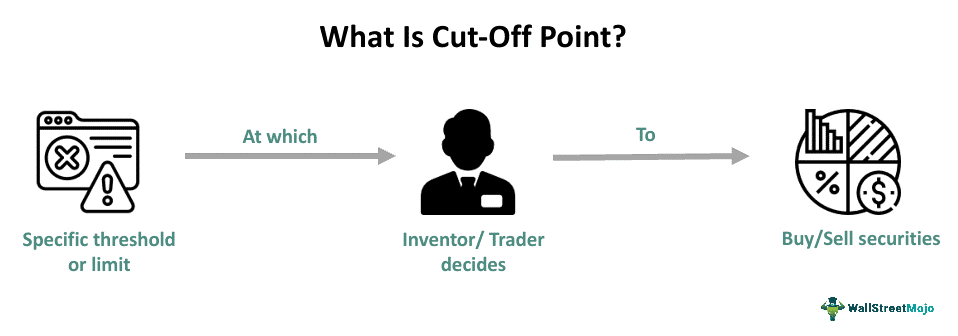 What Is Cut-Off Point?
At which
To
Specific threshold
or limit
Inventor/ Trader
decides
Buy/Sell securities
WallStreetMojo